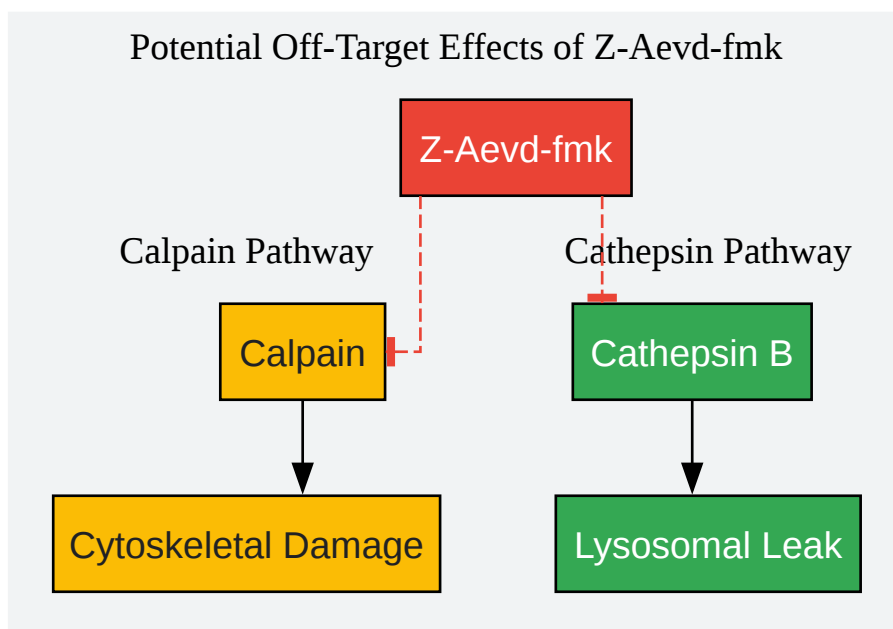 Potential Off-Target Effects of Z-Aevd-fmk
Z-Aevd-fmk
Calpain Pathway
Cathepsin Pathway
Calpain
Cathepsin B
Cytoskeletal Damage
Lysosomal Leak